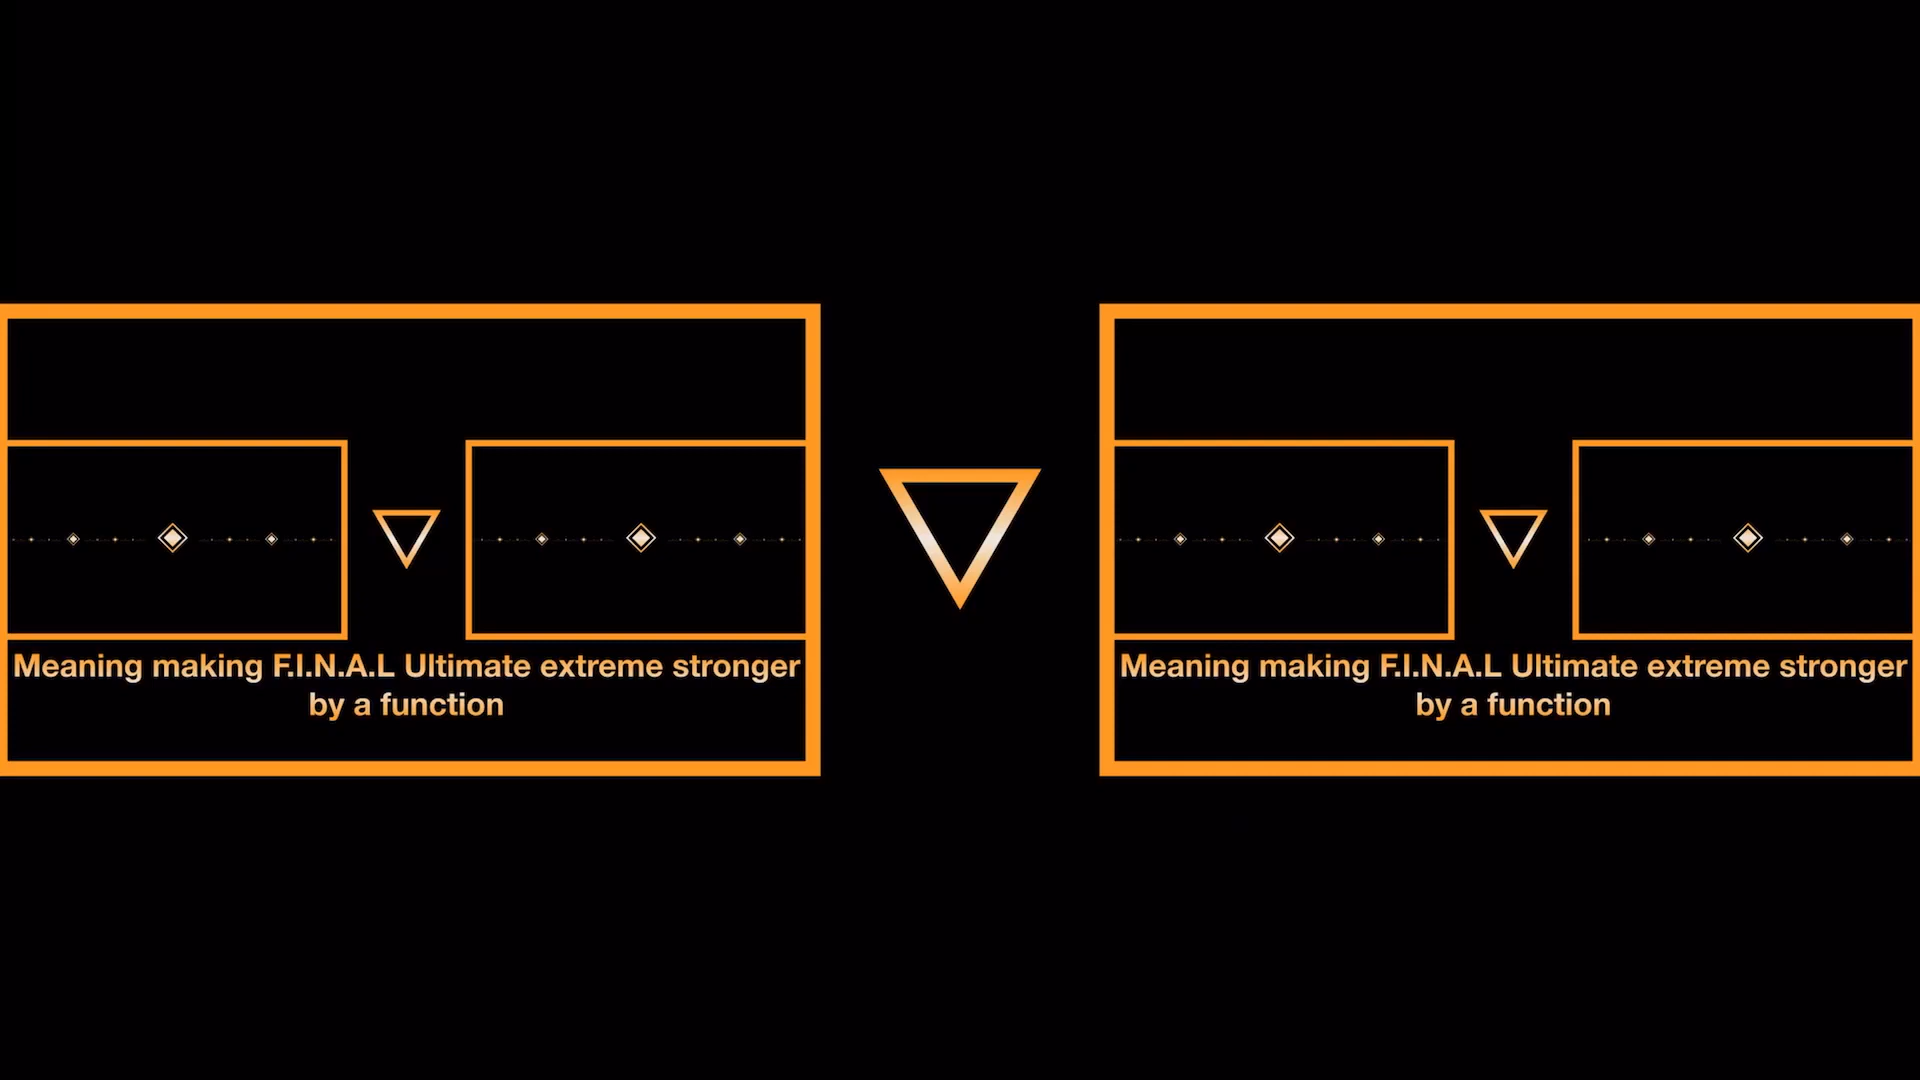 Meaning making F.I.N.A.L Ultimate extreme stronger
by a function
Meaning making F.I.N.A.L Ultimate extreme stronger
by a function